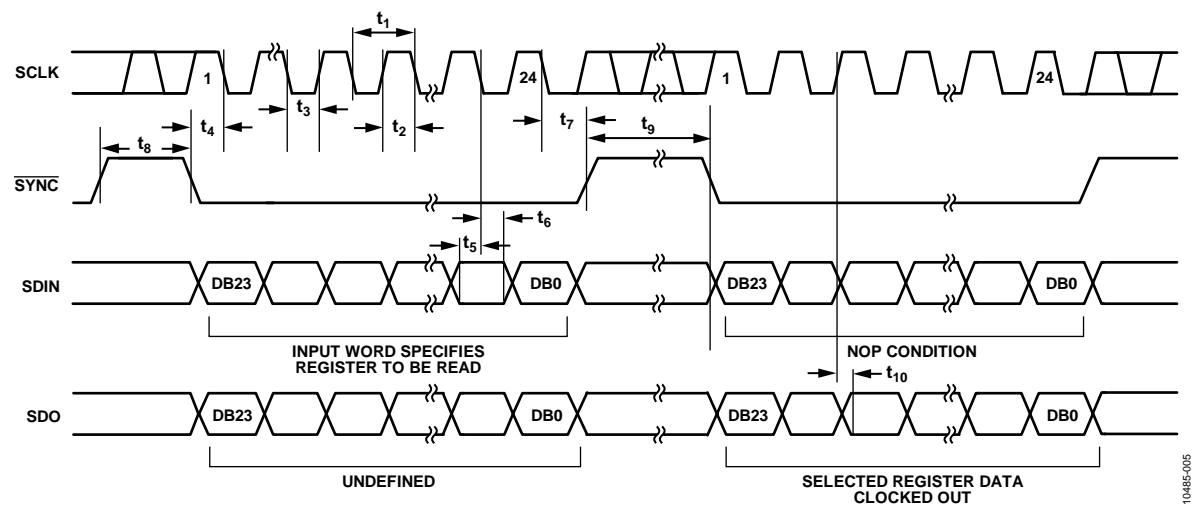 t1
SCLK
1
24
1
24
t3
t4
t2
t7
t9
t8
SYNC
t6
t5
SDIN
DB23
DB0
DB23
DB0
INPUT WORD SPECIFIES
REGISTER TO BE READ
NOP CONDITION
t10
SDO
DB23
DB0
DB23
DB0
UNDEFINED
SELECTED REGISTER DATA
CLOCKED OUT
10485-005